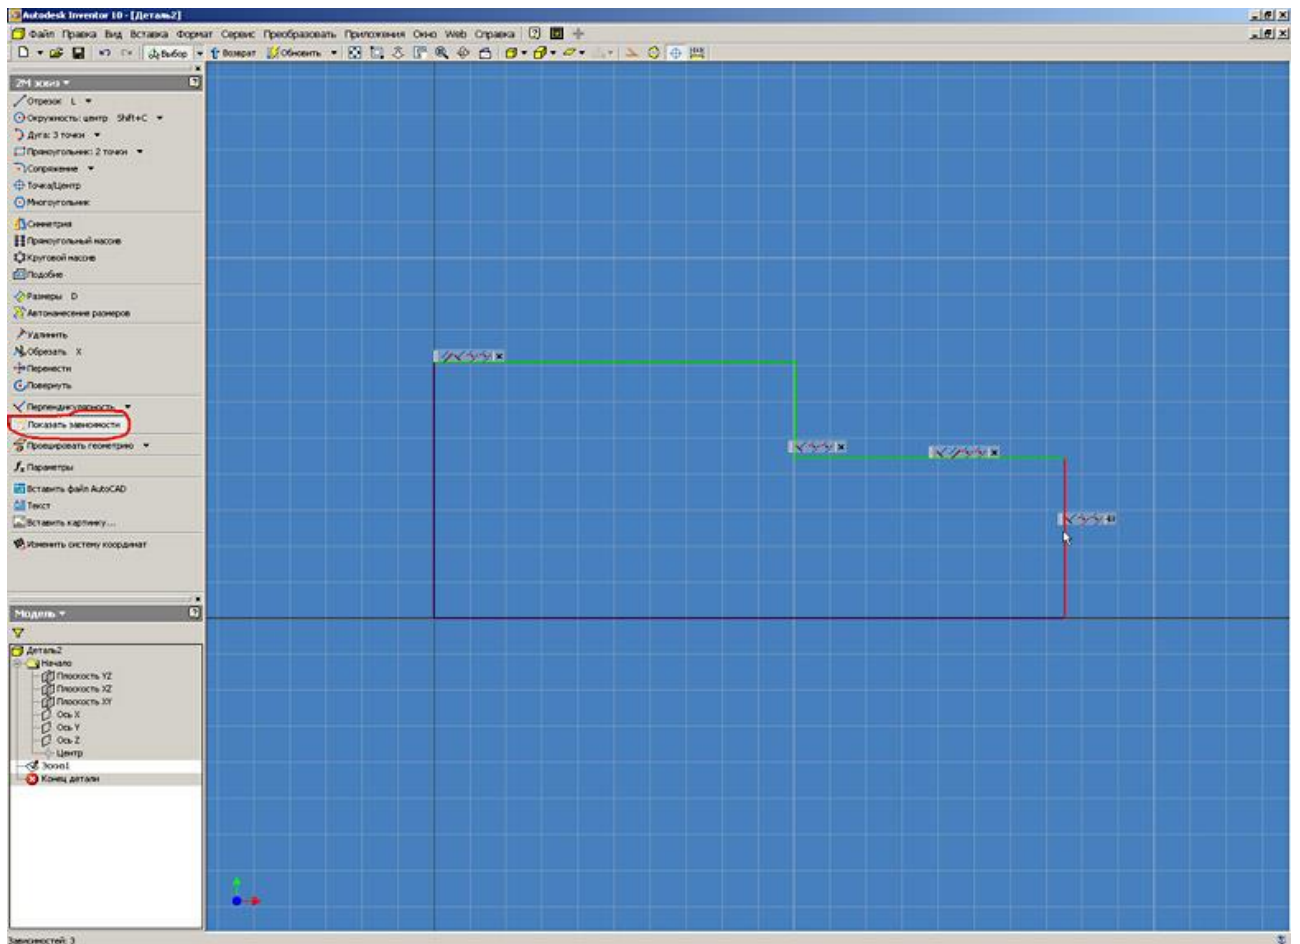 Autodesk Inventor 10 - [Деталь2]
Файл Правка Вид Вставка Формат Сервис Преобразовать Приложения Окно Web Справка
Выбор Возврат Обновить
2М эскиз
Отрезок L
Окружность: центр Shift+C
Дуга: 3 точки
Прямоугольник: 2 точки
Сопряжение
Точка/Центр
Многоугольник
Симметрия
Прямоугольный массив
Круговой массив
Подобие
Размеры D
Автонанесение размеров
Удлинить
Обрезать X
Перенести
Повернуть
Перпендикулярность
Показать зависимости
Проецировать геометрию
fx Параметры
Вставить файл AutoCAD
Текст
Вставить картинку...
Изменить систему координат
Модель
Деталь2
Начало
Плоскость YZ
Плоскость XZ
Плоскость XY
Ось X
Ось Y
Ось Z
Центр
Эскиз1
Конец детали
Зависимостей: 3